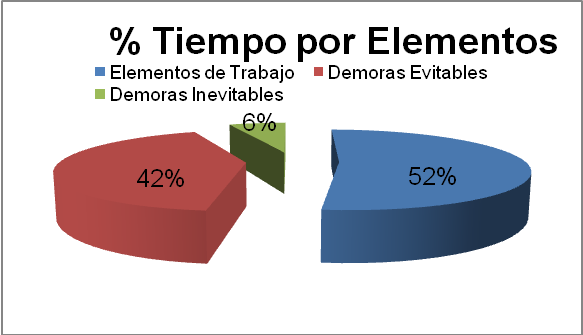 % Tiempo por Elementos
Elementos de Trabajo Demoras Evitables
Demoras Inevitables
6%
42%
52%